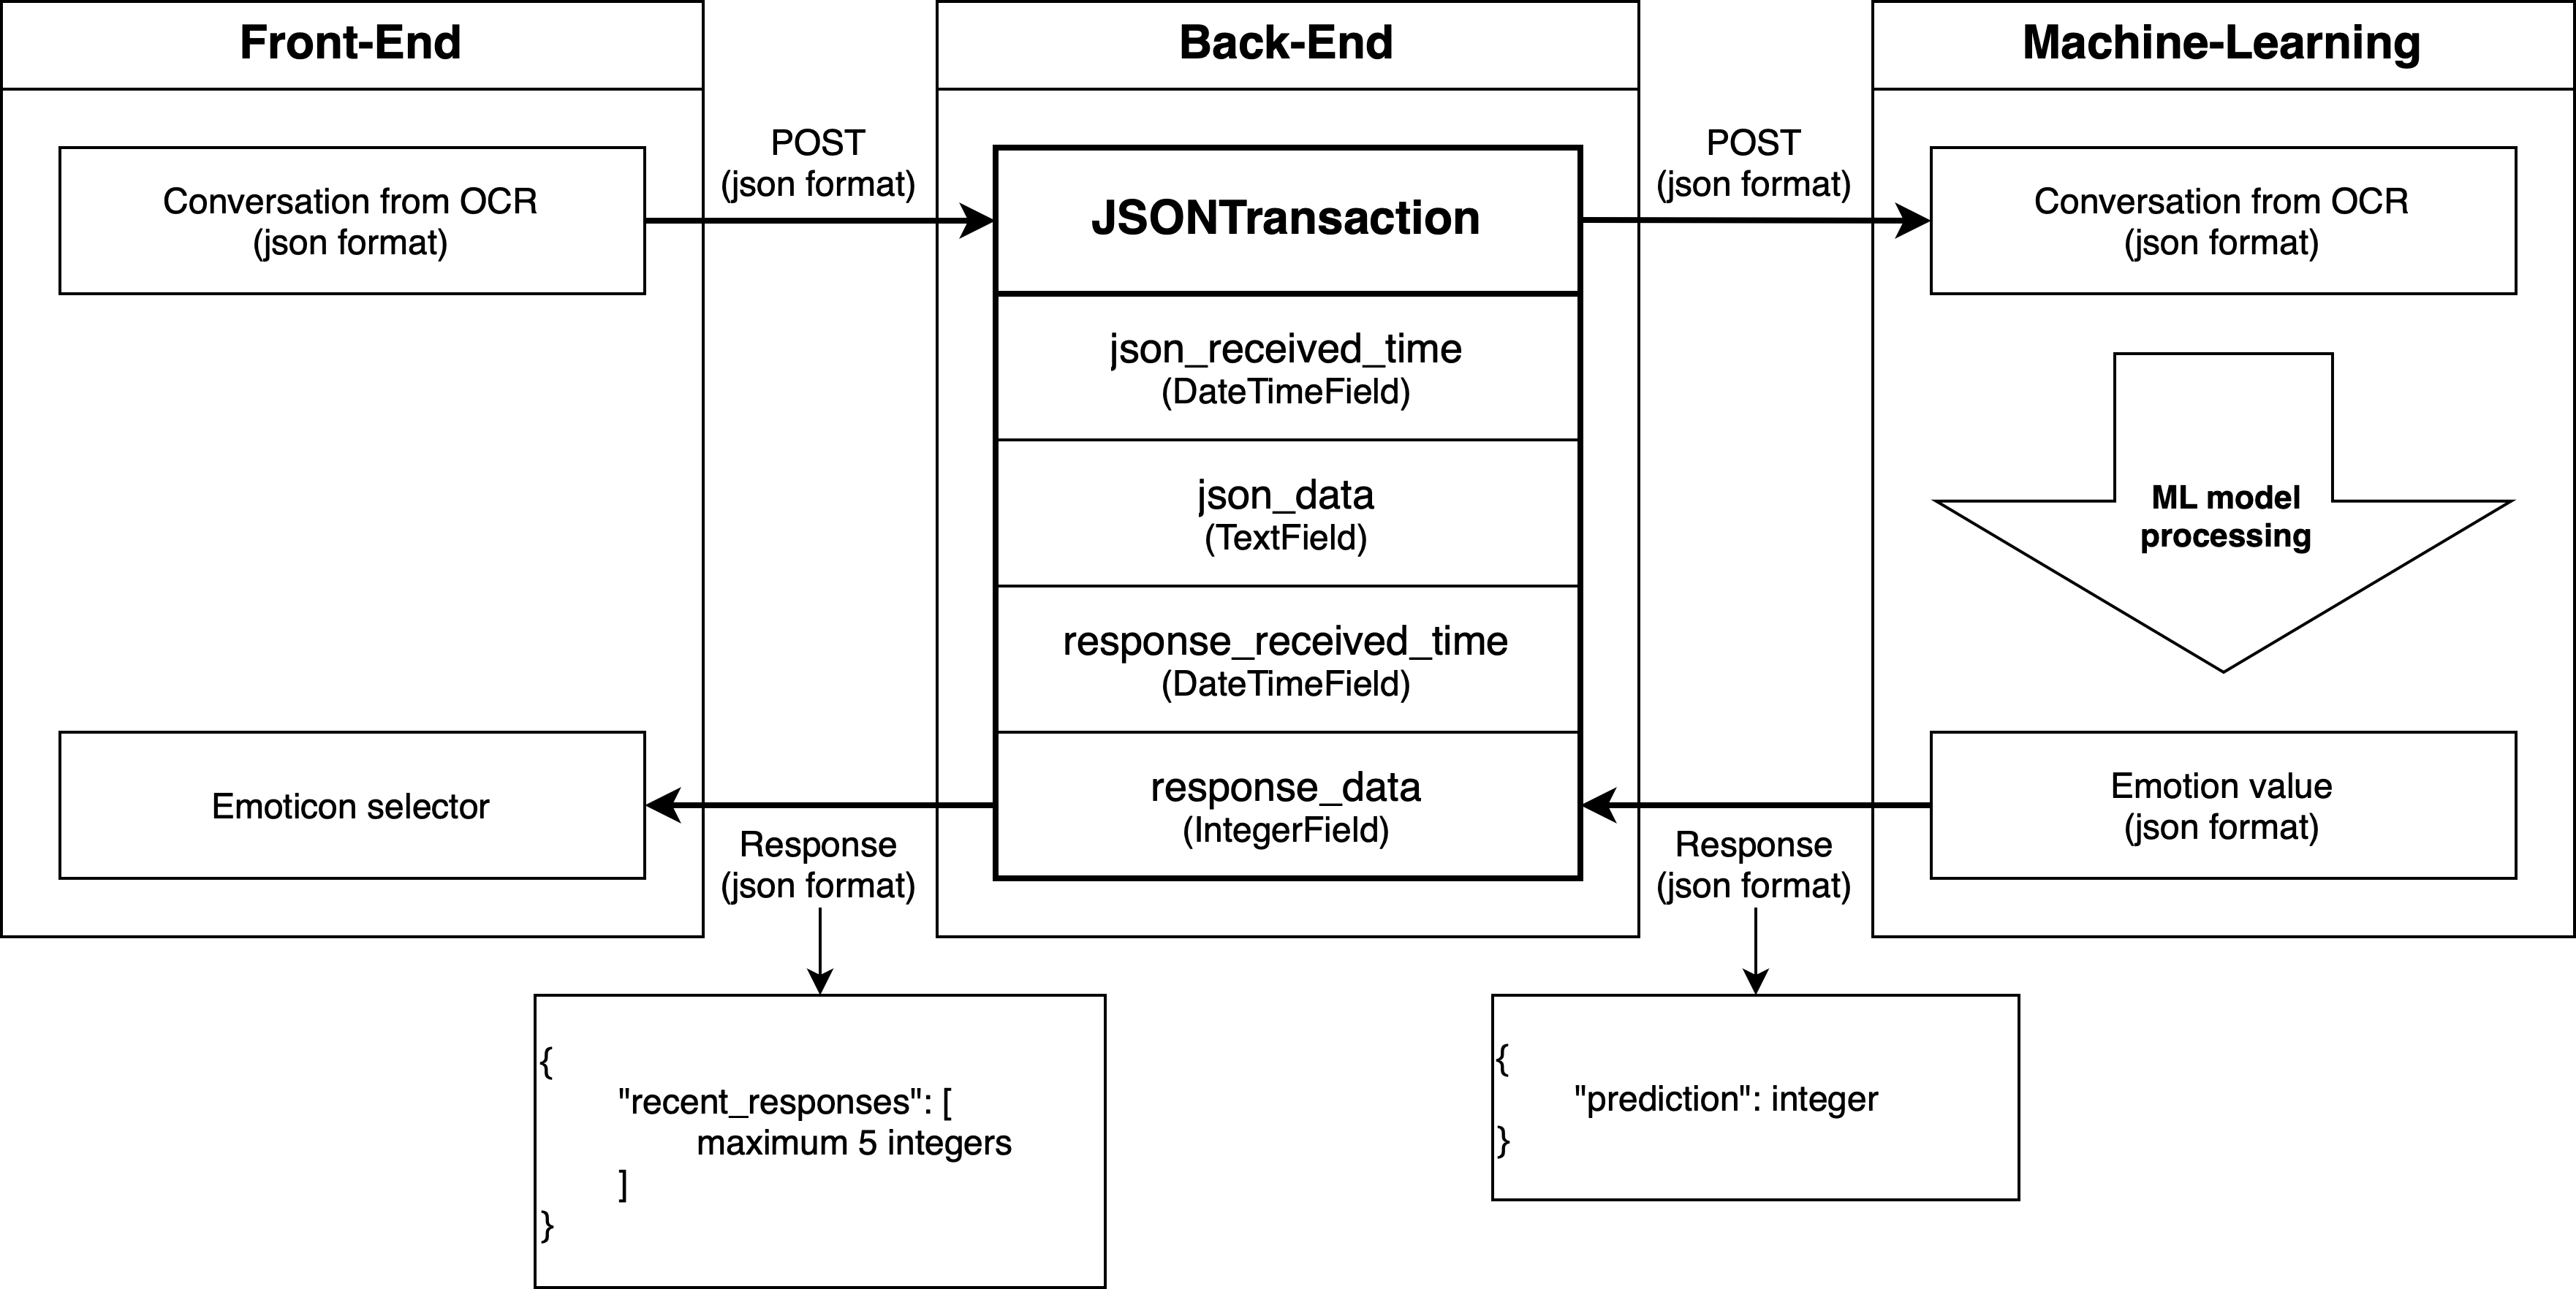 Front-End
Conversation from OCR
(json format)
Emoticon selector
POST
(json format)
Response
(json format)
{
"recent_responses": [
maximum 5 integers
]
}
Back-End
JSONTransaction
json_received_time
(DateTimeField)
json_data
(TextField)
response_received_time
(DateTimeField)
response_data
(IntegerField)
POST
(json format)
Response
(json format)
{
"prediction": integer
}
Machine-Learning
Conversation from OCR
(json format)
ML model
processing
Emotion value
(json format)